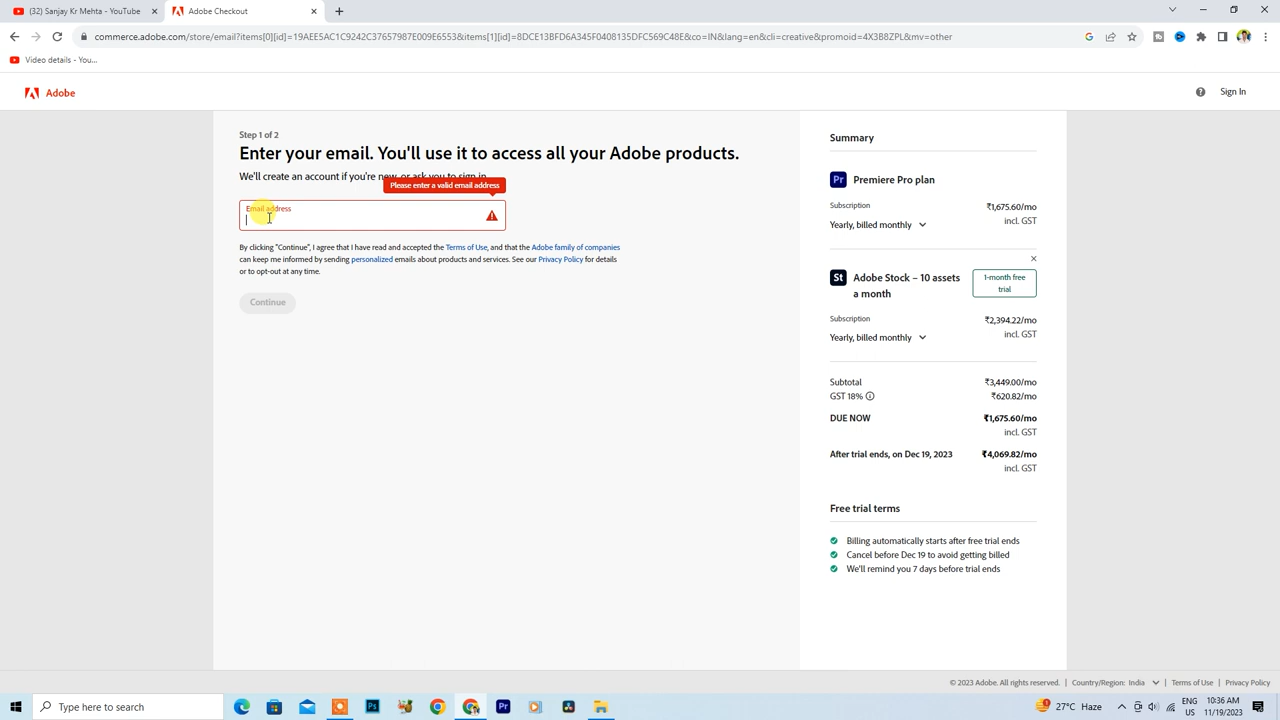 (32) Sanjay Kr Mehta - YouTube
Adobe Checkout
commerce.adobe.com/store/email?items[0][id]=19AEE5AC1C9242C37657987E009E6553&items[1][id]=8DCE13BFD6A345F0408135DFC569C48E&co=IN&lang=en&cli=creative&promoid=4X3B8ZPL&mv=other
Video details - You...
Adobe
Sign In
Step 1 of 2
Enter your email. You'll use it to access all your Adobe products.
We'll create an account if you're new, or ask you to sign in.
Please enter a valid email address
Email address
By clicking "Continue", I agree that I have read and accepted the Terms of Use, and that the Adobe family of companies
can keep me informed by sending personalized emails about products and services. See our Privacy Policy for details
or to opt-out at any time.
Continue
Summary
Pr Premiere Pro plan
Subscription ₹1,675.60/mo
incl. GST
Yearly, billed monthly
St Adobe Stock – 10 assets
a month
1-month free
trial
Subscription ₹2,394.22/mo
incl. GST
Yearly, billed monthly
Subtotal ₹3,449.00/mo
GST 18% ₹620.82/mo
DUE NOW ₹1,675.60/mo
incl. GST
After trial ends, on Dec 19, 2023 ₹4,069.82/mo
incl. GST
Free trial terms
Billing automatically starts after free trial ends
Cancel before Dec 19 to avoid getting billed
We'll remind you 7 days before trial ends
© 2023 Adobe. All rights reserved. | Country/Region: India | Terms of Use | Privacy Policy
Type here to search
Ps
Pr
27°C Haze
ENG
US
10:36 AM
11/19/2023